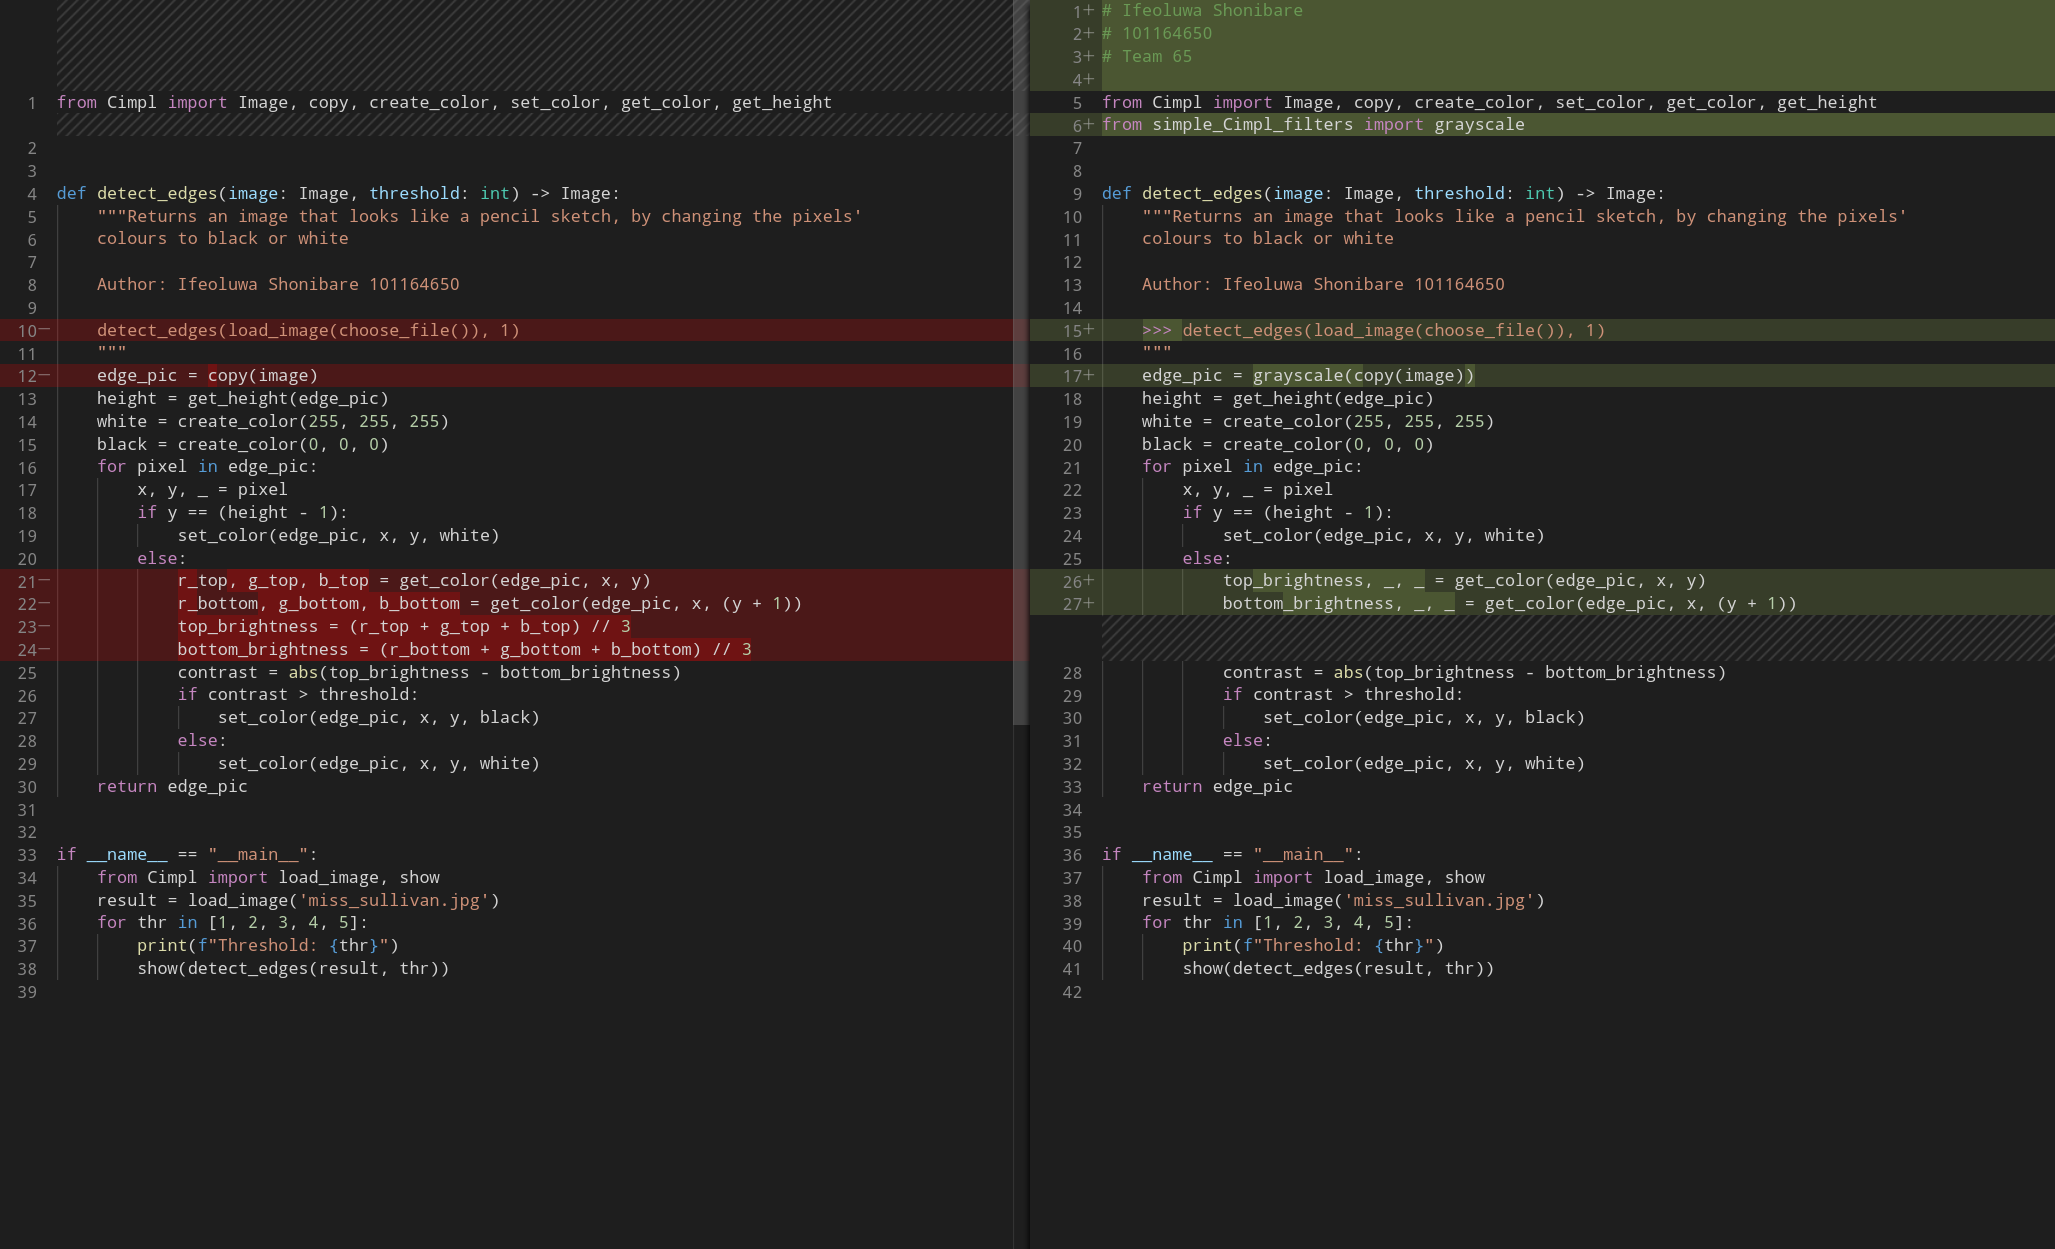 1 from Cimpl import Image, copy, create_color, set_color, get_color, get_height
2
3
4 def detect_edges(image: Image, threshold: int) -> Image:
5 """Returns an image that looks like a pencil sketch, by changing the pixels'
6 colours to black or white
7
8 Author: Ifeoluwa Shonibare 101164650
9
10− detect_edges(load_image(choose_file()), 1)
11 """
12− edge_pic = copy(image)
13 height = get_height(edge_pic)
14 white = create_color(255, 255, 255)
15 black = create_color(0, 0, 0)
16 for pixel in edge_pic:
17 x, y, _ = pixel
18 if y == (height - 1):
19 set_color(edge_pic, x, y, white)
20 else:
21− r_top, g_top, b_top = get_color(edge_pic, x, y)
22− r_bottom, g_bottom, b_bottom = get_color(edge_pic, x, (y + 1))
23− top_brightness = (r_top + g_top + b_top) // 3
24− bottom_brightness = (r_bottom + g_bottom + b_bottom) // 3
25 contrast = abs(top_brightness - bottom_brightness)
26 if contrast > threshold:
27 set_color(edge_pic, x, y, black)
28 else:
29 set_color(edge_pic, x, y, white)
30 return edge_pic
31
32
33 if __name__ == "__main__":
34 from Cimpl import load_image, show
35 result = load_image('miss_sullivan.jpg')
36 for thr in [1, 2, 3, 4, 5]:
37 print(f"Threshold: {thr}")
38 show(detect_edges(result, thr))
39
1+ # Ifeoluwa Shonibare
2+ # 101164650
3+ # Team 65
4+
5 from Cimpl import Image, copy, create_color, set_color, get_color, get_height
6+ from simple_Cimpl_filters import grayscale
7
8
9 def detect_edges(image: Image, threshold: int) -> Image:
10 """Returns an image that looks like a pencil sketch, by changing the pixels'
11 colours to black or white
12
13 Author: Ifeoluwa Shonibare 101164650
14
15+ >>> detect_edges(load_image(choose_file()), 1)
16 """
17+ edge_pic = grayscale(copy(image))
18 height = get_height(edge_pic)
19 white = create_color(255, 255, 255)
20 black = create_color(0, 0, 0)
21 for pixel in edge_pic:
22 x, y, _ = pixel
23 if y == (height - 1):
24 set_color(edge_pic, x, y, white)
25 else:
26+ top_brightness, _, _ = get_color(edge_pic, x, y)
27+ bottom_brightness, _, _ = get_color(edge_pic, x, (y + 1))
28 contrast = abs(top_brightness - bottom_brightness)
29 if contrast > threshold:
30 set_color(edge_pic, x, y, black)
31 else:
32 set_color(edge_pic, x, y, white)
33 return edge_pic
34
35
36 if __name__ == "__main__":
37 from Cimpl import load_image, show
38 result = load_image('miss_sullivan.jpg')
39 for thr in [1, 2, 3, 4, 5]:
40 print(f"Threshold: {thr}")
41 show(detect_edges(result, thr))
42